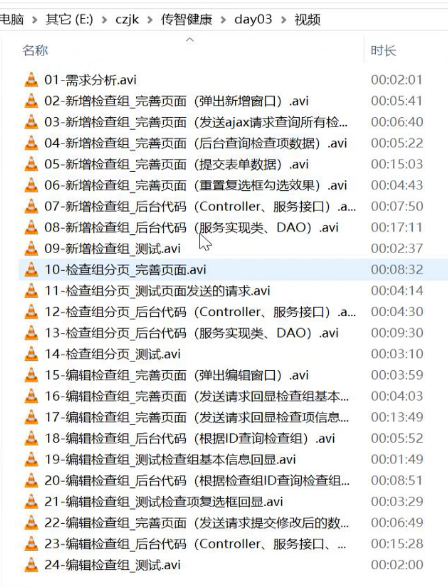 电脑 > 其它 (E:) > czjk > 传智健康 > day03 > 视频
名称 时长
01-需求分析.avi 00:02:01
02-新增检查组_完善页面（弹出新增窗口）.avi 00:05:41
03-新增检查组_完善页面（发送ajax请求查询所有检... 00:06:40
04-新增检查组_完善页面（后台查询检查项数据）.avi 00:05:22
05-新增检查组_完善页面（提交表单数据）.avi 00:15:03
06-新增检查组_完善页面（重置复选框勾选效果）.avi 00:04:43
07-新增检查组_后台代码（Controller、服务接口）.a... 00:07:50
08-新增检查组_后台代码（服务实现类、DAO）.avi 00:17:11
09-新增检查组_测试.avi 00:02:37
10-检查组分页_完善页面.avi 00:08:32
11-检查组分页_测试页面发送的请求.avi 00:04:14
12-检查组分页_后台代码（Controller、服务接口）.a... 00:04:30
13-检查组分页_后台代码（服务实现类、DAO）.avi 00:09:30
14-检查组分页_测试.avi 00:03:10
15-编辑检查组_完善页面（弹出编辑窗口）.avi 00:03:59
16-编辑检查组_完善页面（发送请求回显检查组基本... 00:04:03
17-编辑检查组_完善页面（发送请求回显检查项信息... 00:13:49
18-编辑检查组_后台代码（根据ID查询检查组）.avi 00:05:52
19-编辑检查组_测试检查组基本信息回显.avi 00:01:49
20-编辑检查组_后台代码（根据检查组ID查询检查组... 00:08:51
21-编辑检查组_测试检查项复选框回显.avi 00:03:29
22-编辑检查组_完善页面（发送请求提交修改后的数... 00:06:49
23-编辑检查组_后台代码（Controller、服务接口、... 00:15:28
24-编辑检查组_测试.avi 00:02:00